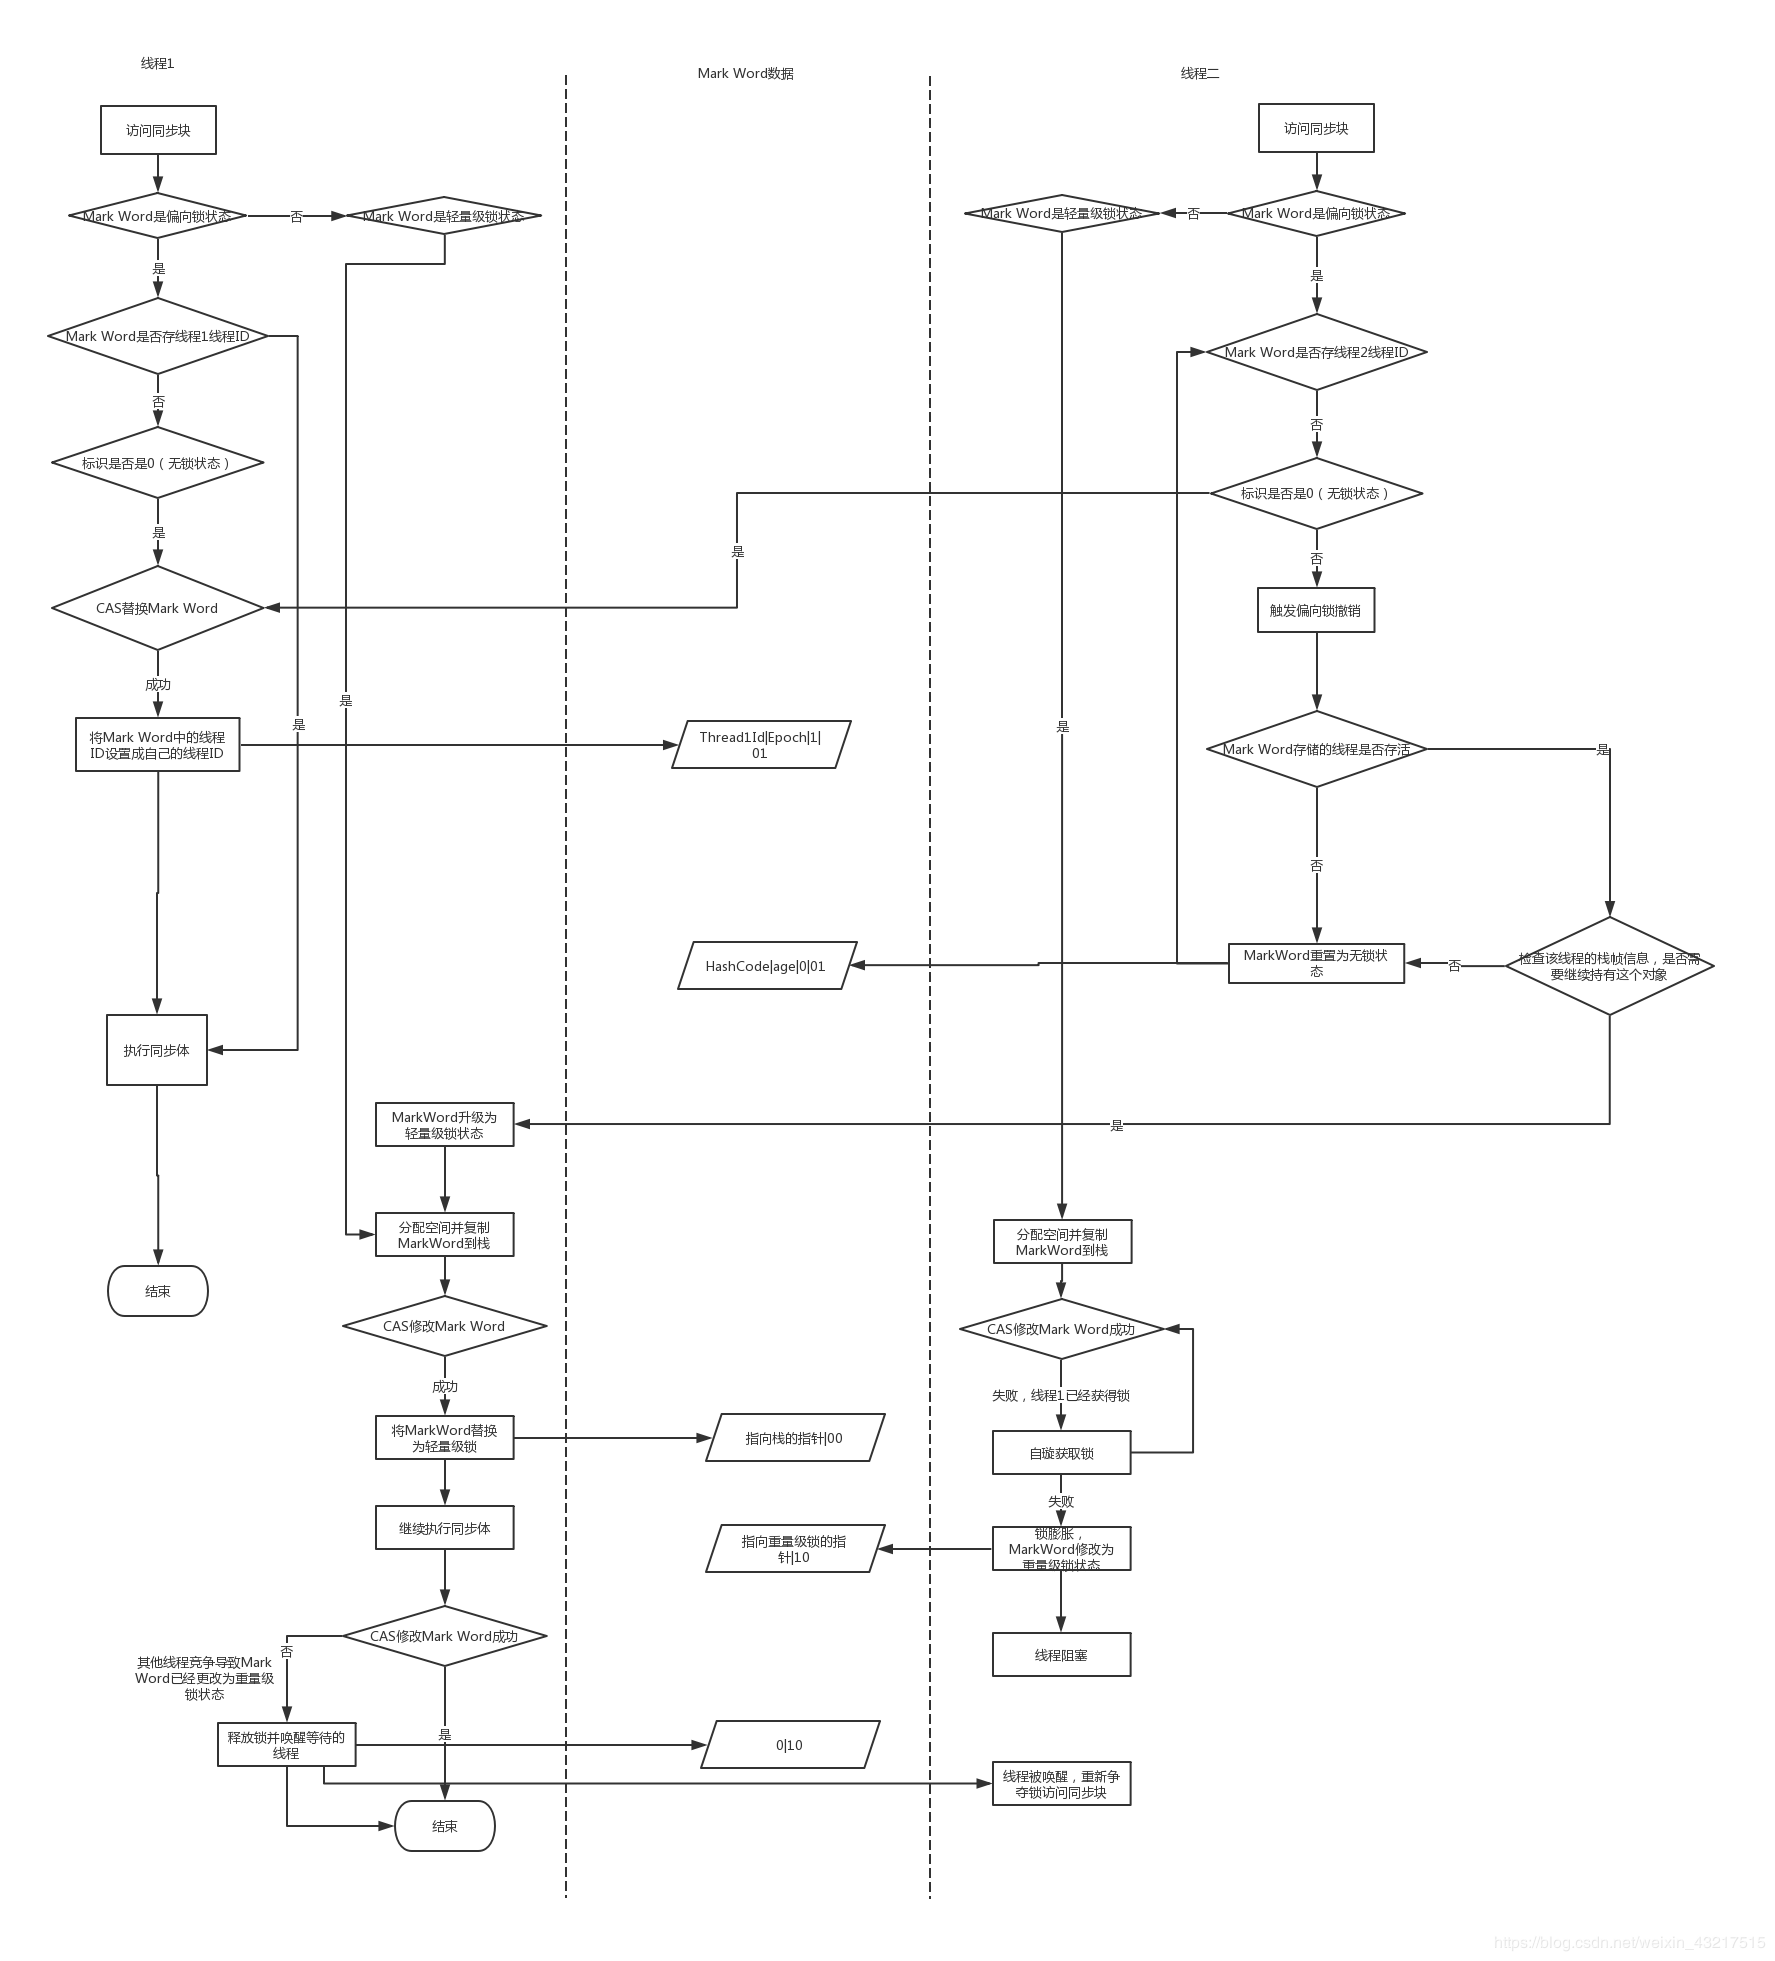 线程1
Mark Word数据
线程二
访问同步块
访问同步块
Mark Word是偏向锁状态
否
Mark Word是轻量级锁状态
Mark Word是轻量级锁状态
否
Mark Word是偏向锁状态
是
是
Mark Word是否存线程1线程ID
Mark Word是否存线程2线程ID
否
否
标识是否是0（无锁状态）
标识是否是0（无锁状态）
是
是
否
CAS替换Mark Word
触发偏向锁撤销
成功
是
是
是
将Mark Word中的线程
ID设置成自己的线程ID
Thread1Id|Epoch|1|
01
Mark Word存储的线程是否存活
是
否
HashCode|age|0|01
MarkWord重置为无锁状
态
否
检查该线程的栈帧信息，是否需
要继续持有这个对象
执行同步体
MarkWord升级为
轻量级锁状态
是
分配空间并复制
MarkWord到栈
分配空间并复制
MarkWord到栈
结束
CAS修改Mark Word
CAS修改Mark Word成功
成功
失败，线程1已经获得锁
将MarkWord替换
为轻量级锁
指向栈的指针|00
自璇获取锁
失败
继续执行同步体
指向重量级锁的指
针|10
锁膨胀，
MarkWord修改为
重量级锁状态
CAS修改Mark Word成功
否
其他线程竞争导致Mark
Word已经更改为重量级
锁状态
线程阻塞
释放锁并唤醒等待的
线程
是
0|10
线程被唤醒，重新争
夺锁访问同步块
结束
https://blog.csdn.net/weixin_43217515